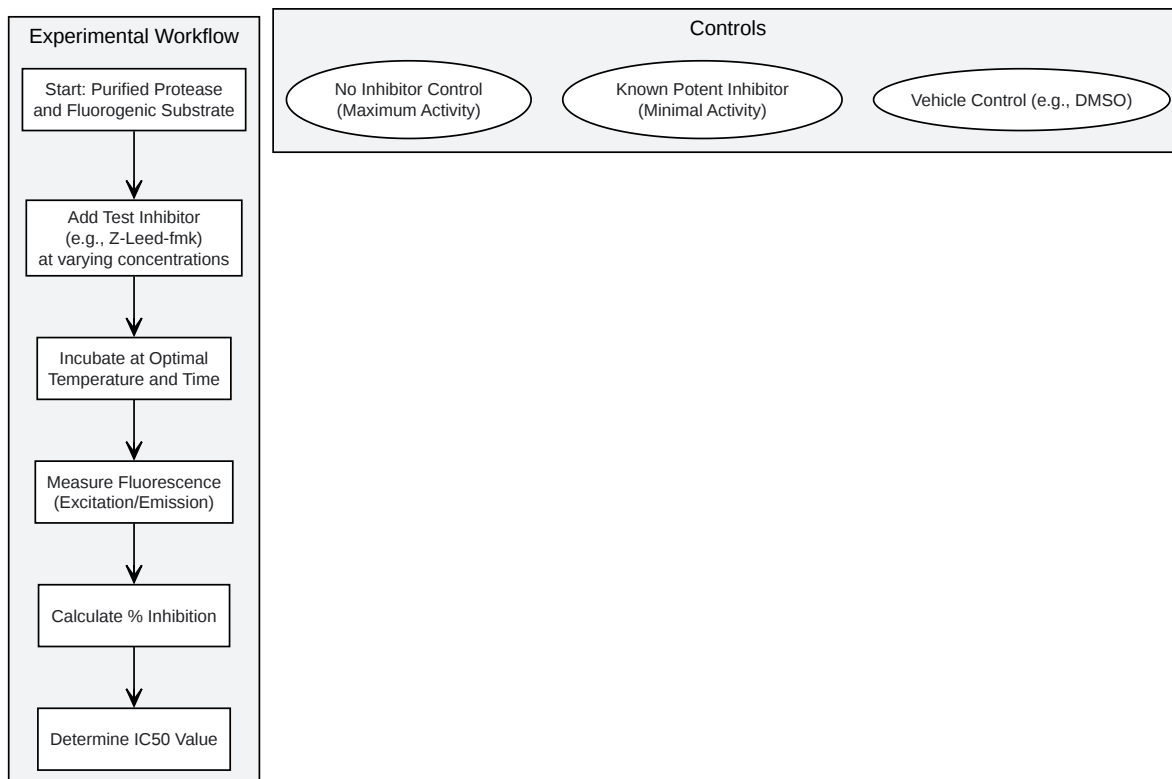 Experimental Workflow
Start: Purified Protease
and Fluorogenic Substrate
Add Test Inhibitor
(e.g., Z-Leed-fmk)
at varying concentrations
Incubate at Optimal
Temperature and Time
Measure Fluorescence
(Excitation/Emission)
Calculate % Inhibition
Determine IC50 Value
Controls
No Inhibitor Control
(Maximum Activity)
Known Potent Inhibitor
(Minimal Activity)
Vehicle Control (e.g., DMSO)